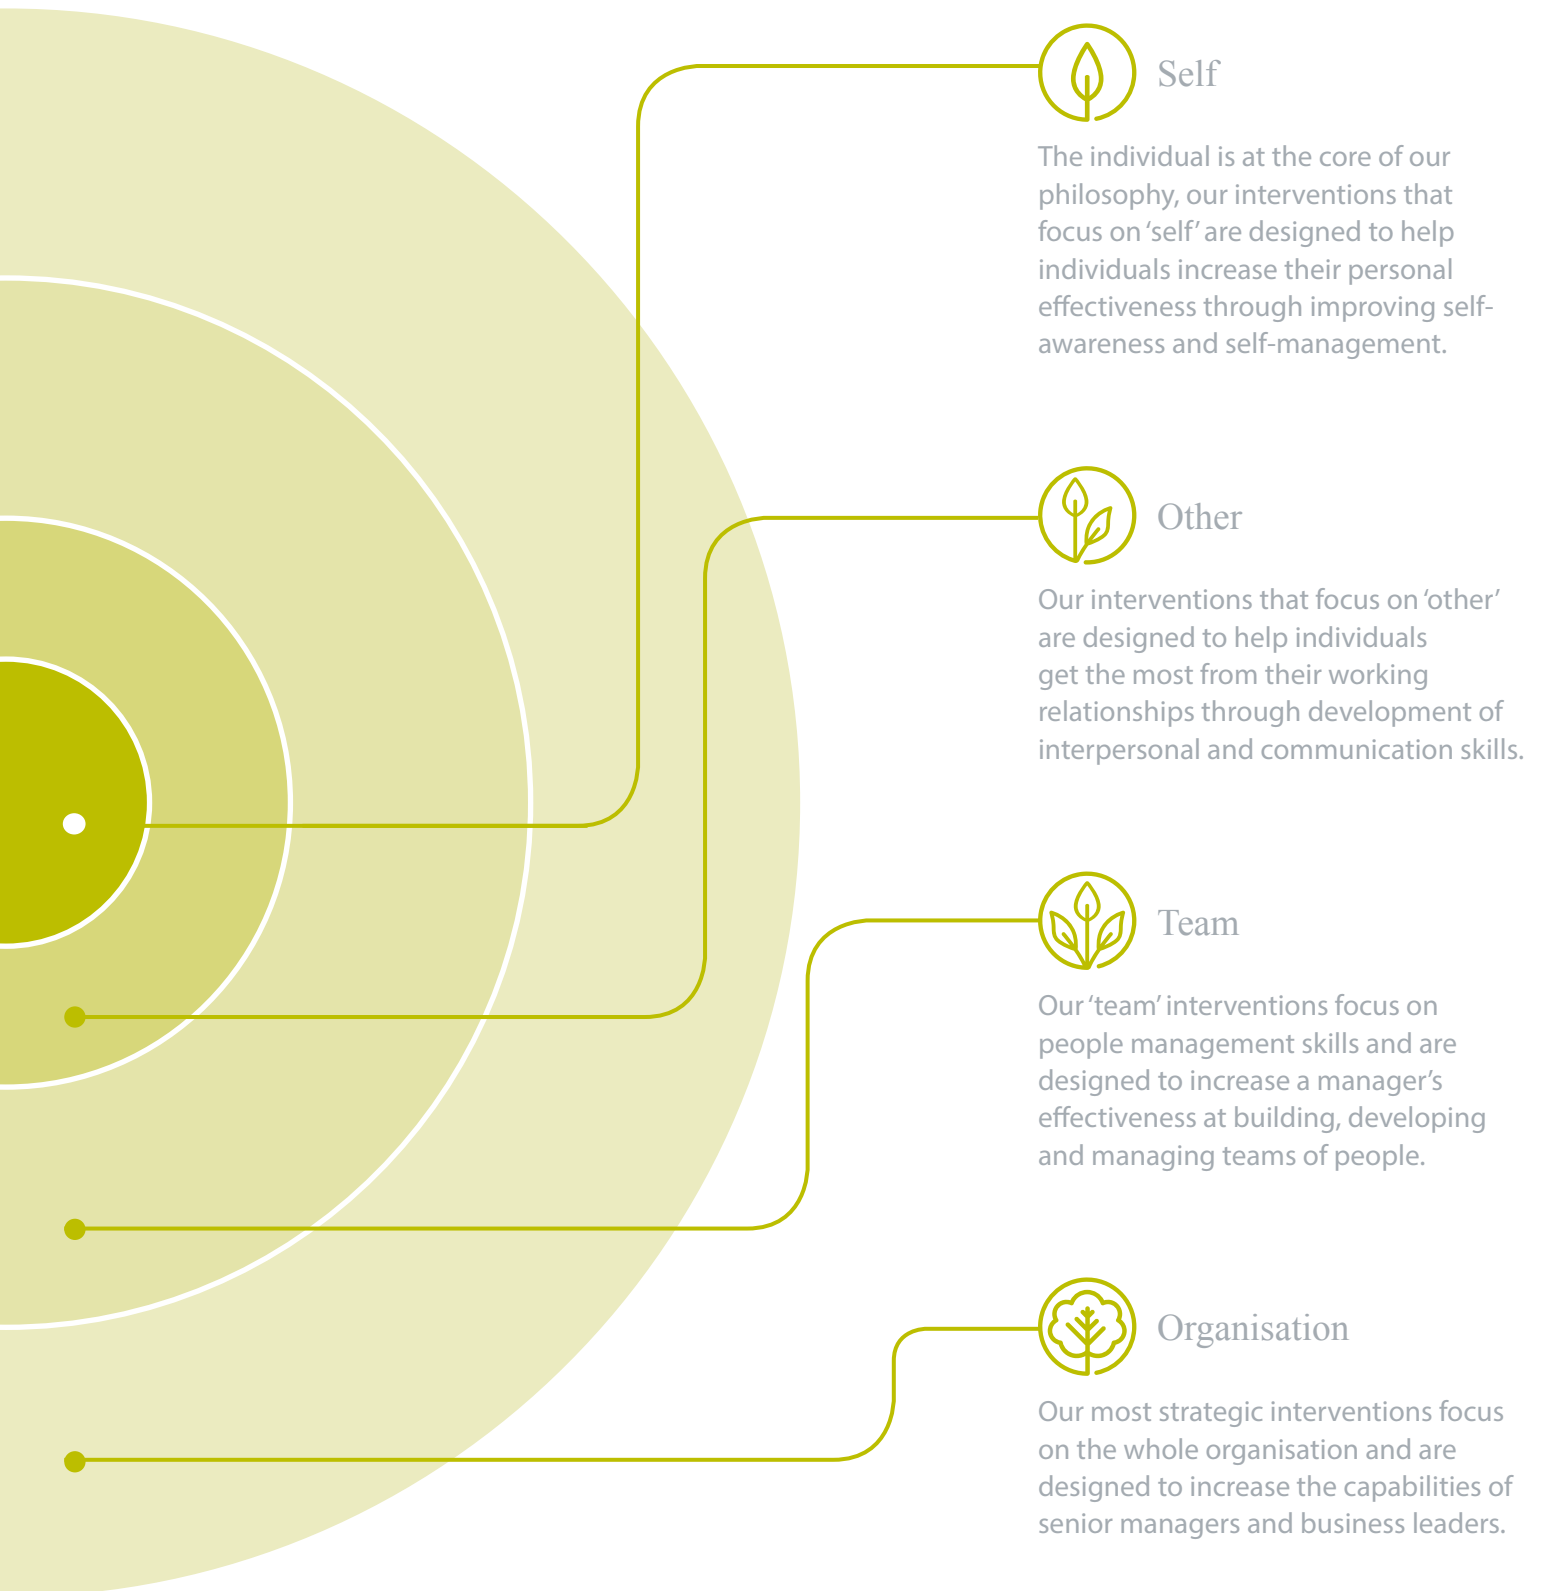 Self
The individual is at the core of our
philosophy, our interventions that
focus on ‘self’ are designed to help
individuals increase their personal
effectiveness through improving self-
awareness and self-management.
Other
Our interventions that focus on ‘other’
are designed to help individuals
get the most from their working
relationships through development of
interpersonal and communication skills.
Team
Our ‘team’ interventions focus on
people management skills and are
designed to increase a manager’s
effectiveness at building, developing
and managing teams of people.
Organisation
Our most strategic interventions focus
on the whole organisation and are
designed to increase the capabilities of
senior managers and business leaders.